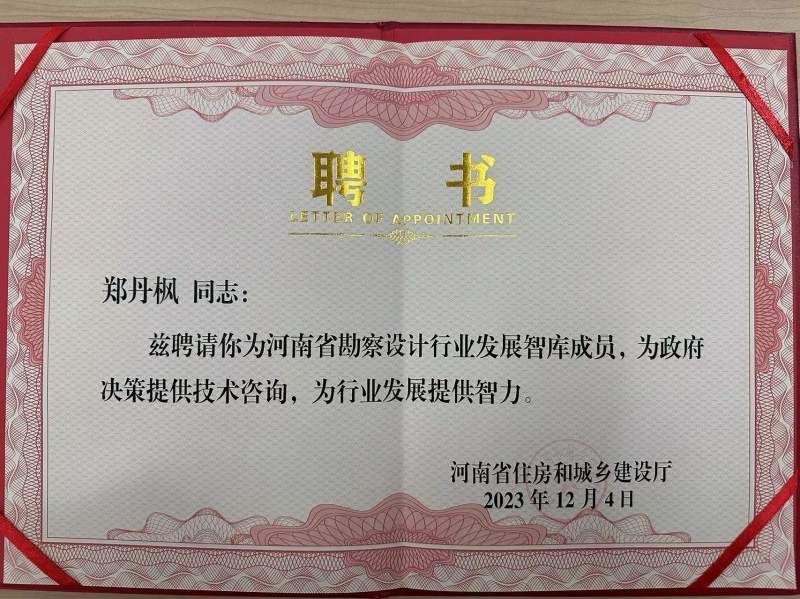 聘 书
LETTER OF APPOINTMENT
郑丹枫 同志：
兹聘请你为河南省勘察设计行业发展智库成员，为政府
决策提供技术咨询，为行业发展提供智力。
河南省住房和城乡建设厅
2023 年 12 月 4 日